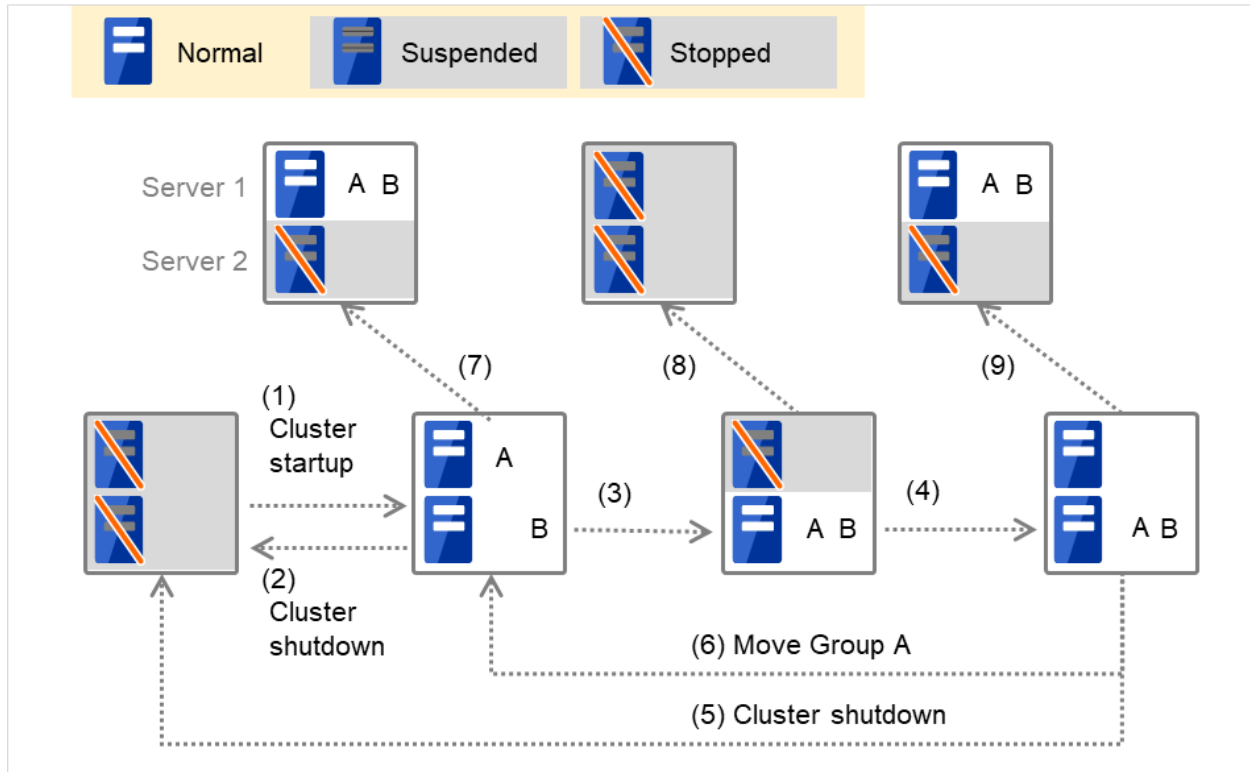 Normal
Suspended
Stopped
Server 1
A B
A B
Server 2
(7)
(8)
(9)
(1)
Cluster
startup
A
B
(3)
A B
(4)
A B
(2)
Cluster
shutdown
(6) Move Group A
(5) Cluster shutdown